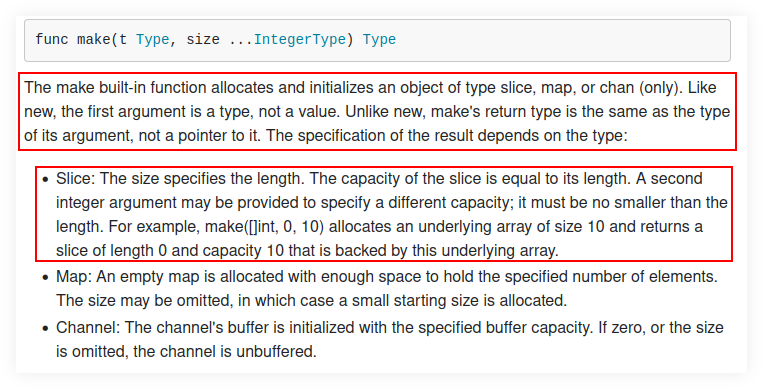 func make(t Type, size ...IntegerType) Type
The make built-in function allocates and initializes an object of type slice, map, or chan (only). Like
new, the first argument is a type, not a value. Unlike new, make's return type is the same as the type
of its argument, not a pointer to it. The specification of the result depends on the type:
• Slice: The size specifies the length. The capacity of the slice is equal to its length. A second
integer argument may be provided to specify a different capacity; it must be no smaller than the
length. For example, make([]int, 0, 10) allocates an underlying array of size 10 and returns a
slice of length 0 and capacity 10 that is backed by this underlying array.
• Map: An empty map is allocated with enough space to hold the specified number of elements.
The size may be omitted, in which case a small starting size is allocated.
• Channel: The channel's buffer is initialized with the specified buffer capacity. If zero, or the size
is omitted, the channel is unbuffered.